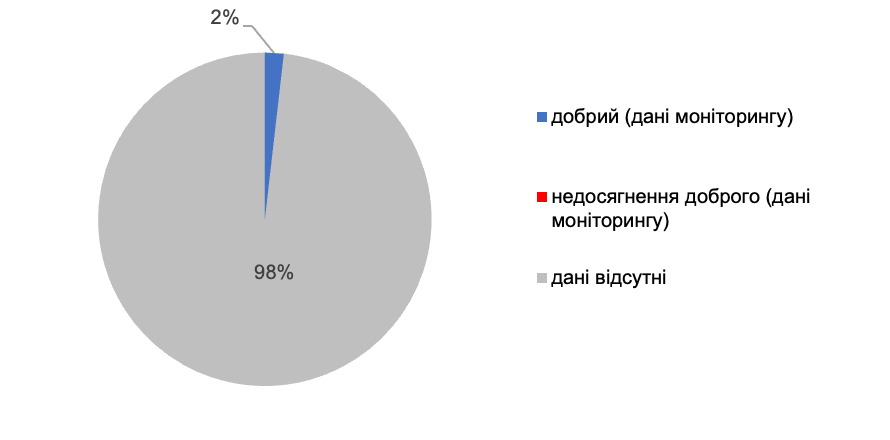 2%
98%
добрий (дані моніторингу)
недосягнення доброго (дані
моніторингу)
дані відсутні